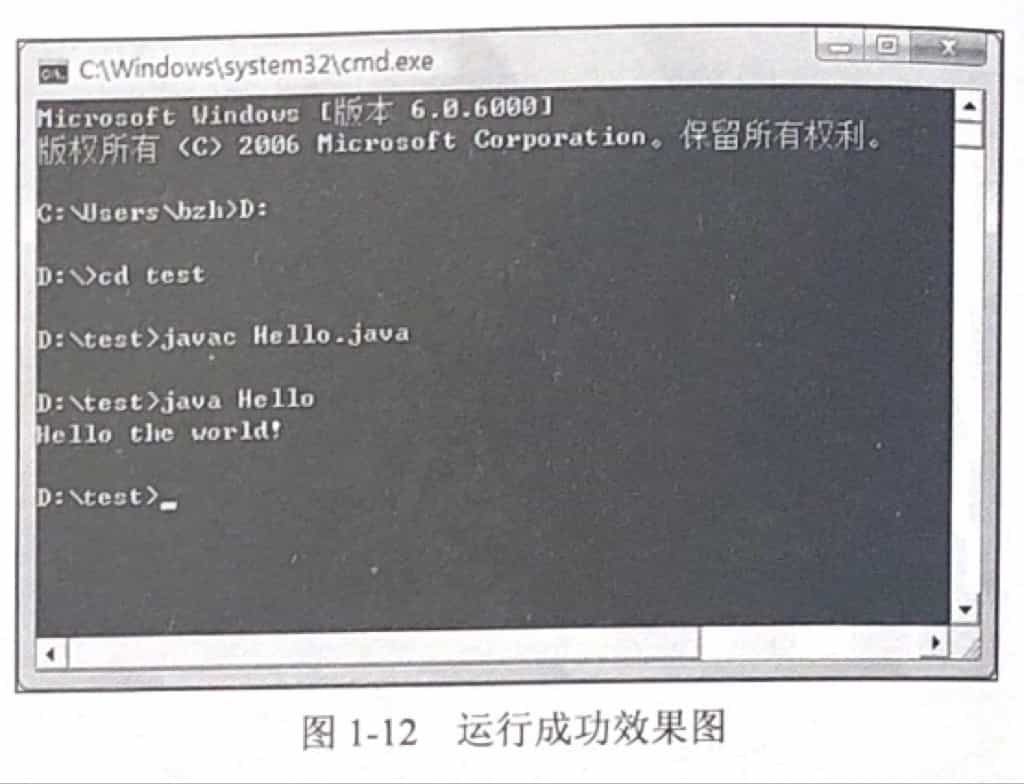 C:\Windows\system32\cmd.exe
Microsoft Windows [版本 6.0.6000]
版权所有 (C) 2006 Microsoft Corporation。保留所有权利。
C:\Users\bzh>D:
D:\>cd test
D:\test>javac Hello.java
D:\test>java Hello
Hello the world!
D:\test>_
图 1-12 运行成功效果图